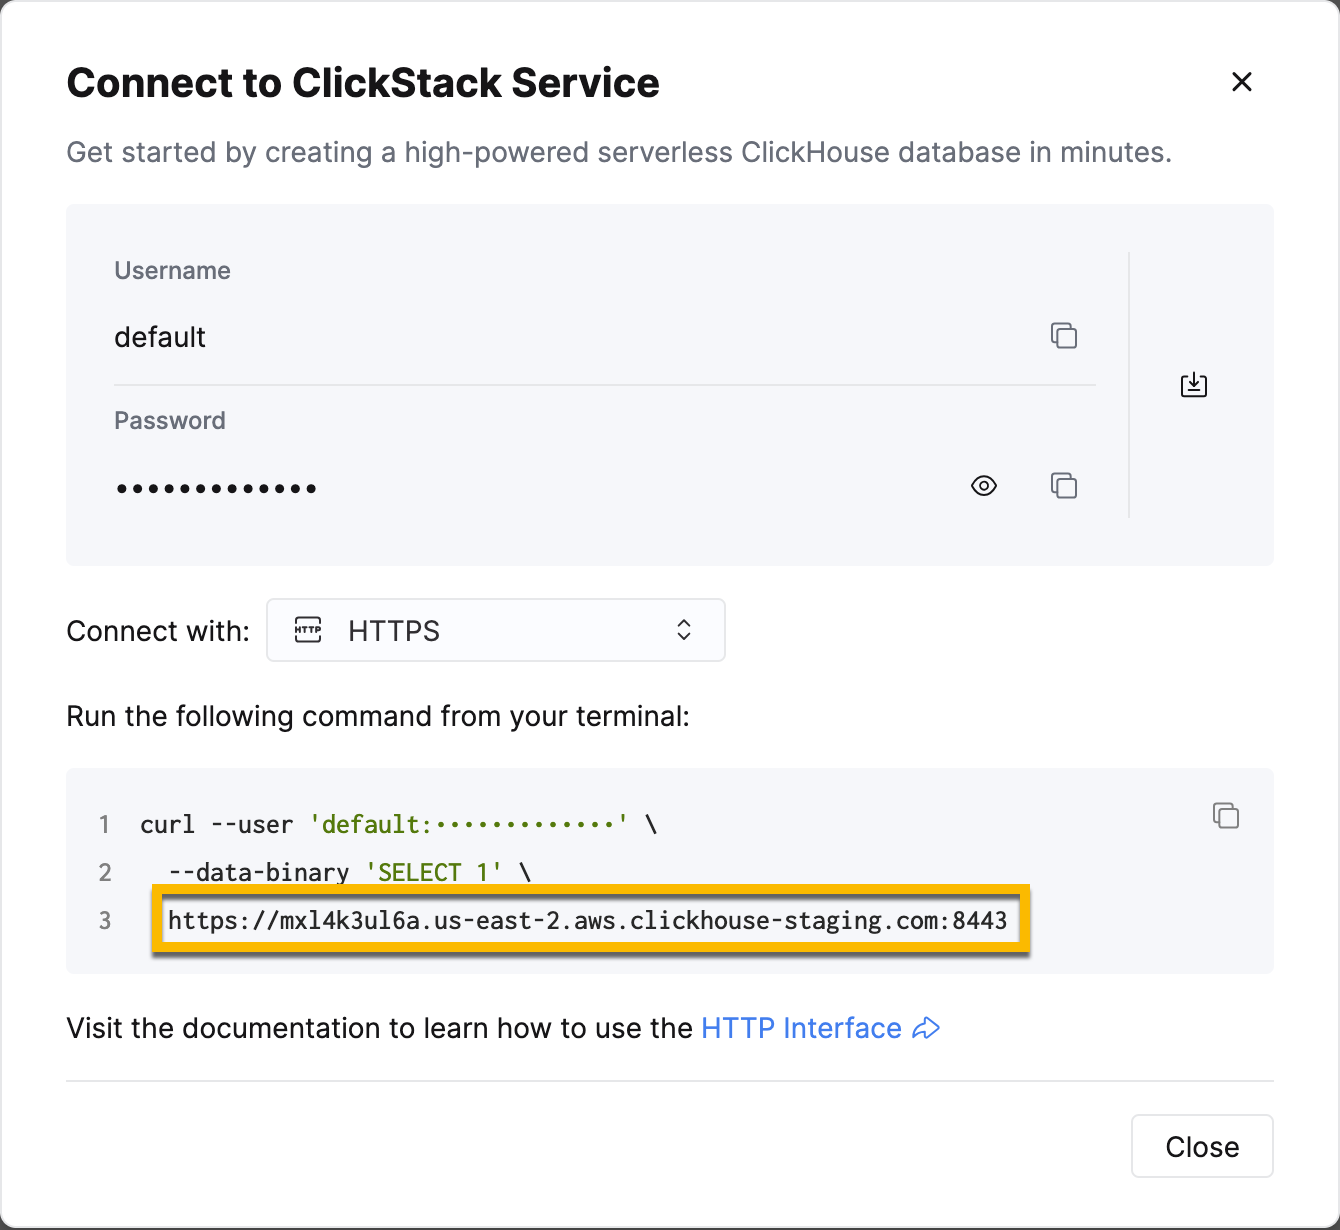 Connect to ClickStack Service
Get started by creating a high-powered serverless ClickHouse database in minutes.
Username
default
Password
•••••••••••••
Connect with: HTTP HTTPS
Run the following command from your terminal:
1 curl --user 'default:•••••••••••••' \
2 --data-binary 'SELECT 1' \
3 https://mxl4k3ul6a.us-east-2.aws.clickhouse-staging.com:8443
Visit the documentation to learn how to use the HTTP Interface
Close